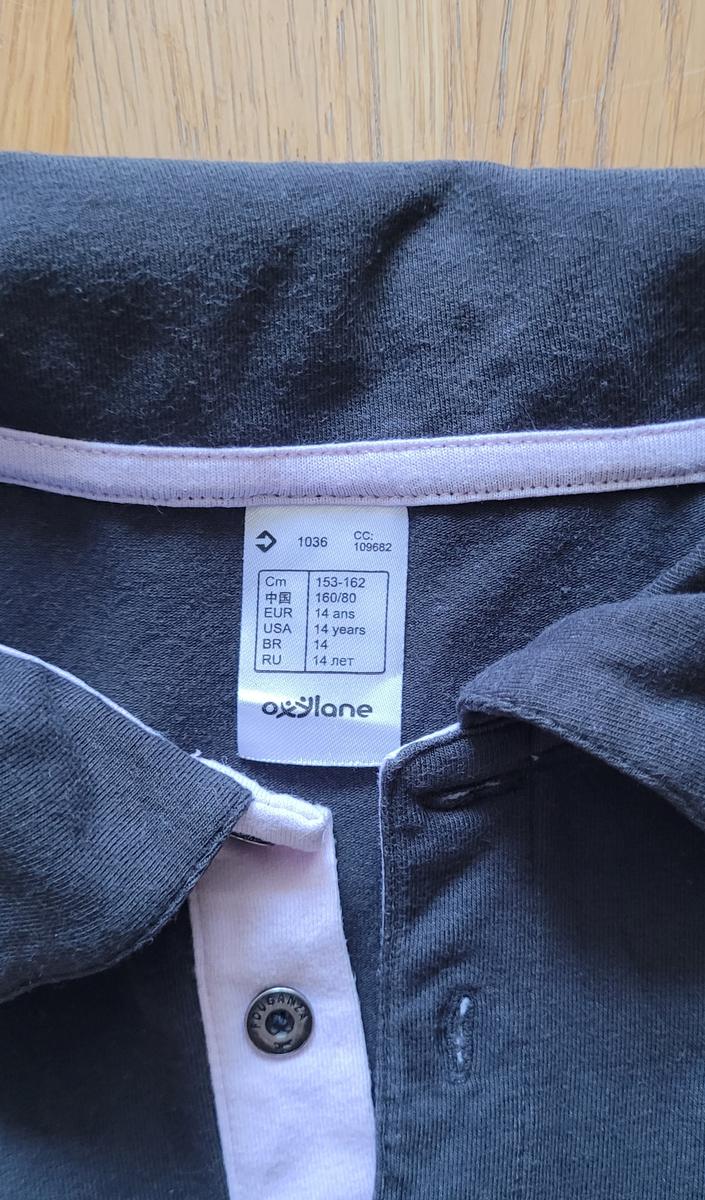 1036
CC:
109682
Cm 153-162
中国 160/80
EUR 14 ans
USA 14 years
BR 14
RU 14 лет
oxylane
FOUGANZA